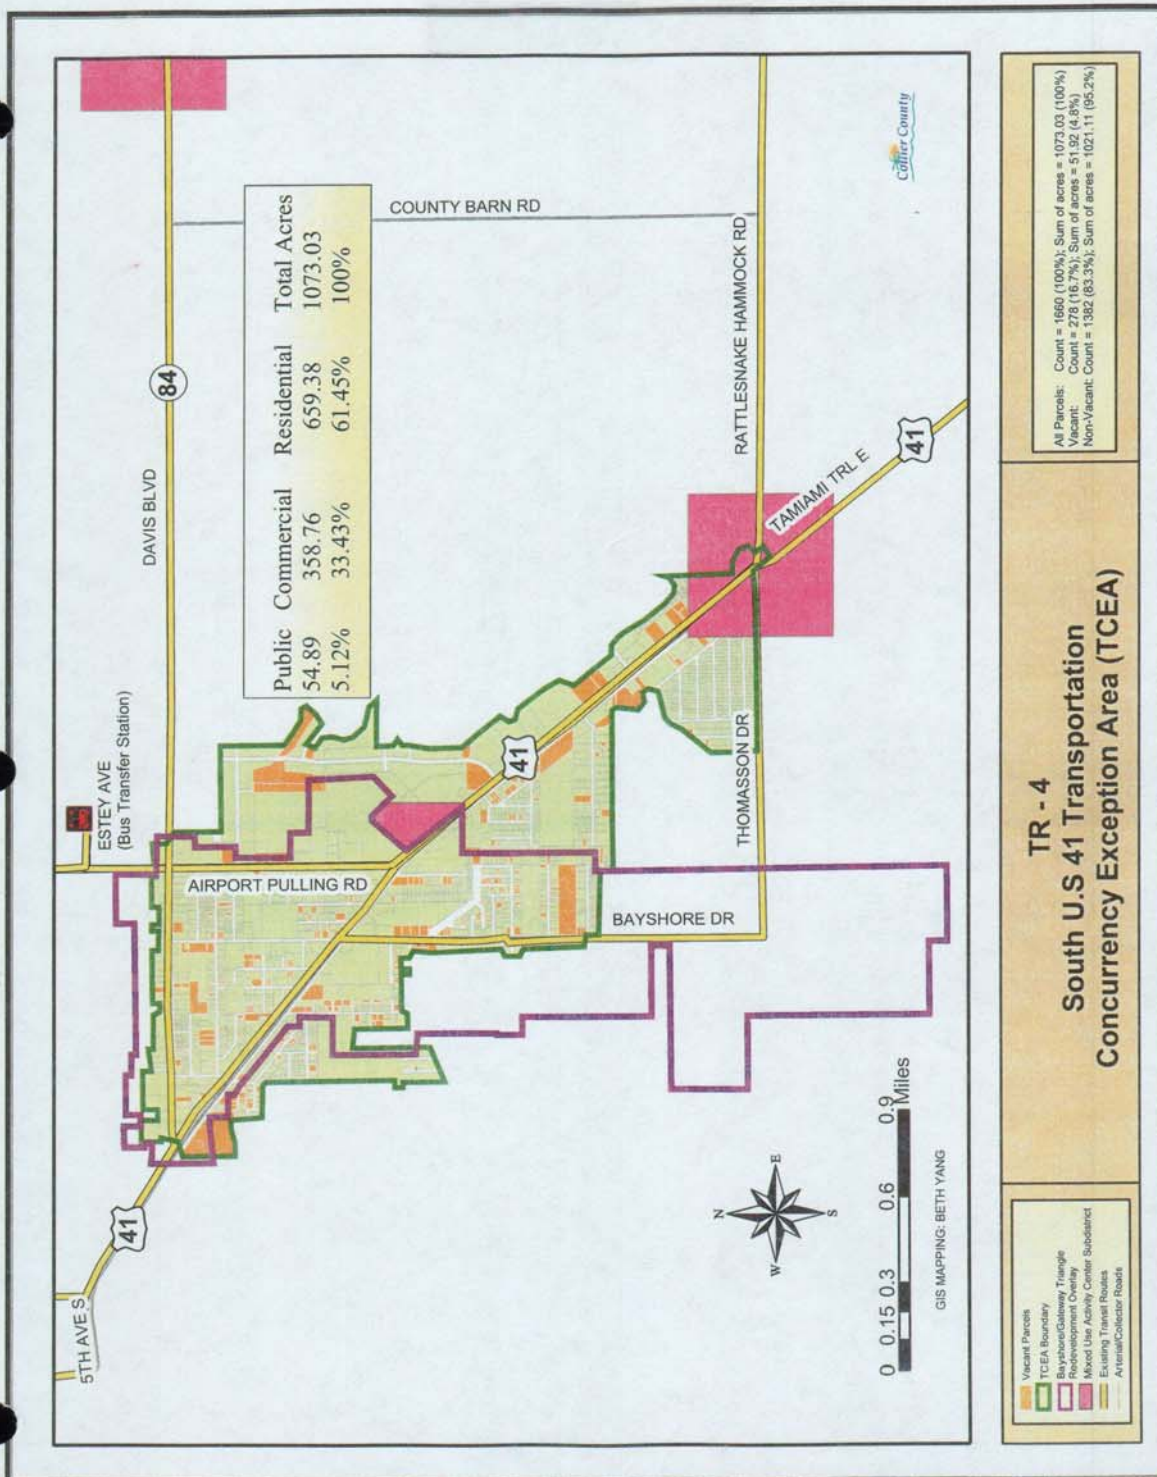 5TH AVE S
41
ESTEY AVE
(Bus Transfer Station)
DAVIS BLVD
84
AIRPORT PULLING RD
Public Commercial Residential Total Acres
54.89 358.76 659.38 1073.03
5.12% 33.43% 61.45% 100%
COUNTY BARN RD
41
BAYSHORE DR
THOMASSON DR
RATTLESNAKE HAMMOCK RD
TAMIAMI TRL E
41
N
W E
S
0 0.15 0.3 0.6 0.9
Miles
GIS MAPPING: BETH YANG
Collier County
Vacant Parcels
TCEA Boundary
Bayshore/Gateway Triangle
Redevelopment Overlay
Mixed Use Activity Center Subdistrict
Existing Transit Routes
Arterial/Collector Roads
TR - 4
South U.S 41 Transportation
Concurrency Exception Area (TCEA)
All Parcels: Count = 1660 (100%); Sum of acres = 1073.03 (100%)
Vacant: Count = 278 (16.7%); Sum of acres = 51.92 (4.8%)
Non-Vacant: Count = 1382 (83.3%); Sum of acres = 1021.11 (95.2%)